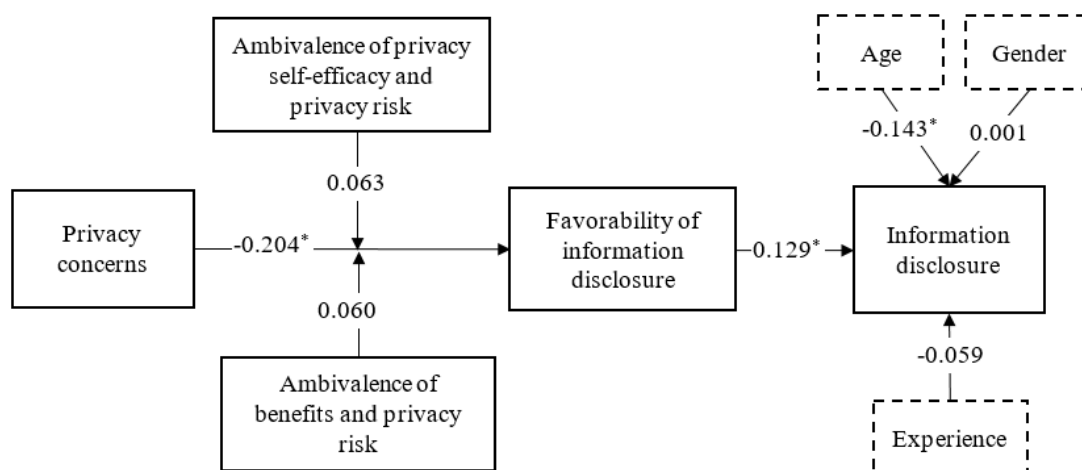 Ambivalence of privacy
self-efficacy and
privacy risk
Age
Gender
-0.143*
0.001
0.063
Privacy
concerns
-0.204*
Favorability of
information
disclosure
0.129*
Information
disclosure
0.060
-0.059
Ambivalence of
benefits and privacy
risk
Experience